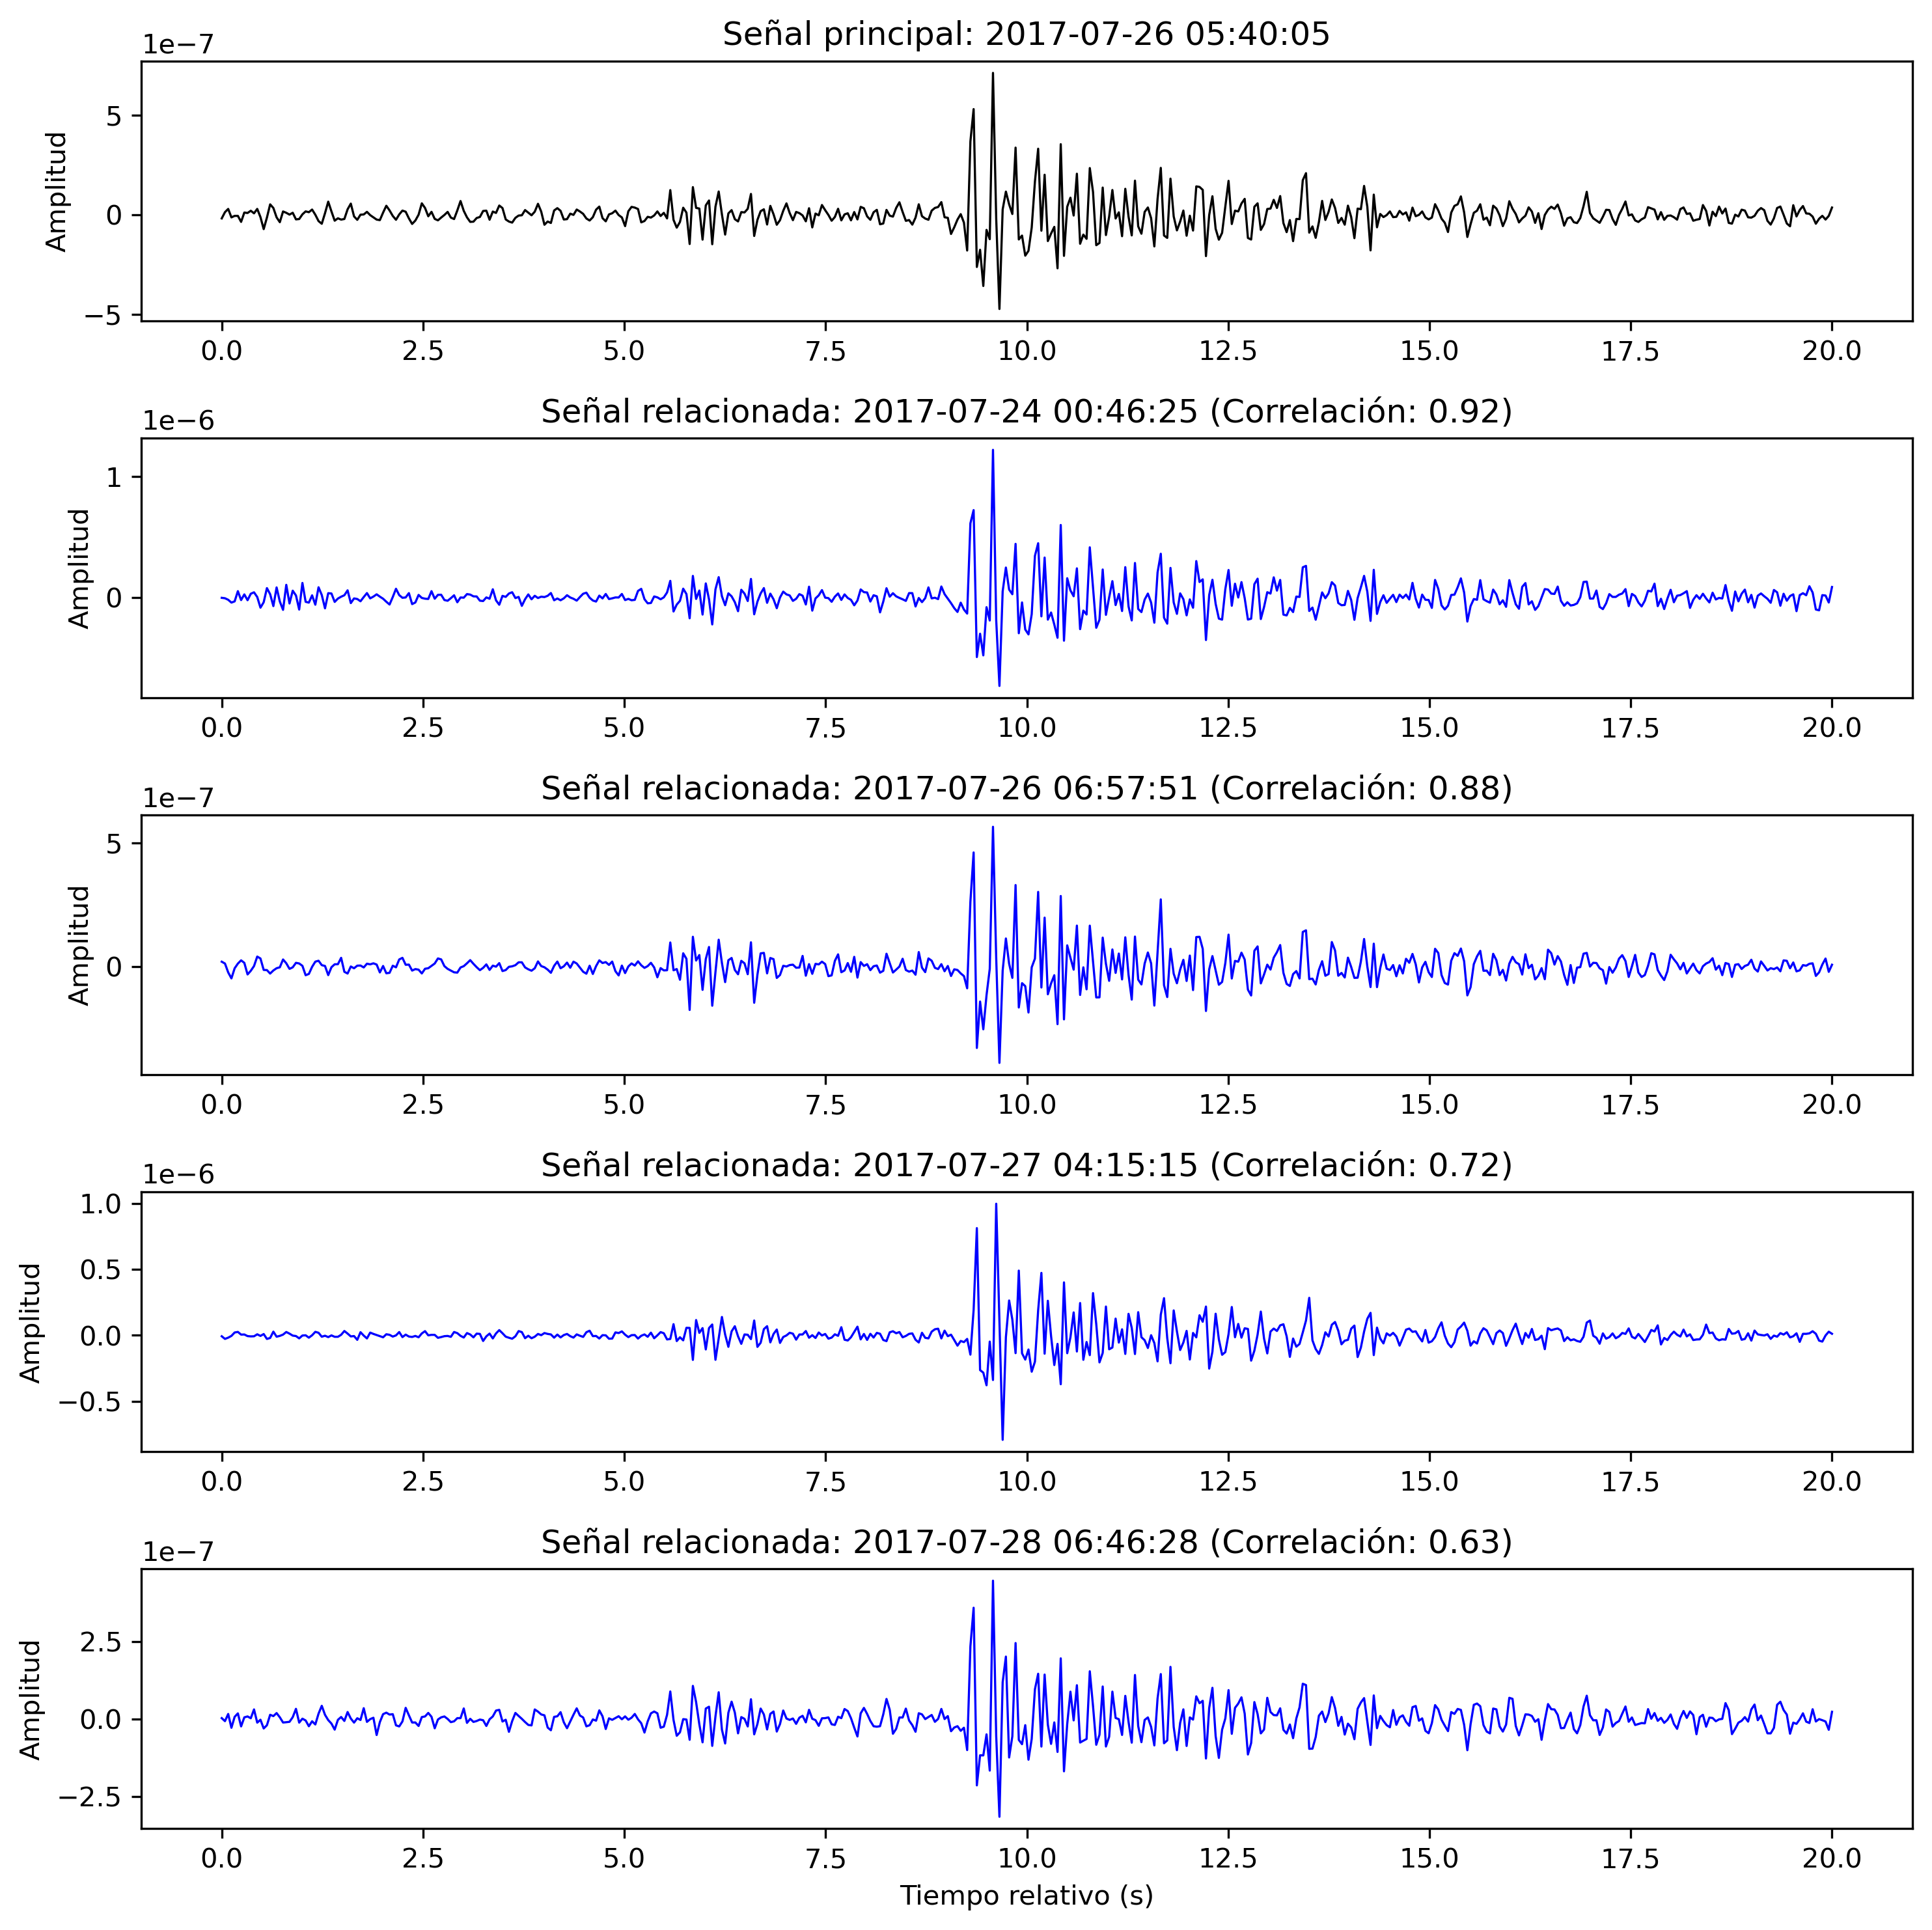 Señal principal: 2017-07-26 05:40:05
1e−7
Amplitud
5
0
−5
0.0 2.5 5.0 7.5 10.0 12.5 15.0 17.5 20.0
Señal relacionada: 2017-07-24 00:46:25 (Correlación: 0.92)
1e−6
Amplitud
1
0
0.0 2.5 5.0 7.5 10.0 12.5 15.0 17.5 20.0
Señal relacionada: 2017-07-26 06:57:51 (Correlación: 0.88)
1e−7
Amplitud
5
0
0.0 2.5 5.0 7.5 10.0 12.5 15.0 17.5 20.0
Señal relacionada: 2017-07-27 04:15:15 (Correlación: 0.72)
1e−6
Amplitud
1.0
0.5
0.0
−0.5
0.0 2.5 5.0 7.5 10.0 12.5 15.0 17.5 20.0
Señal relacionada: 2017-07-28 06:46:28 (Correlación: 0.63)
1e−7
Amplitud
2.5
0.0
−2.5
0.0 2.5 5.0 7.5 10.0 12.5 15.0 17.5 20.0
Tiempo relativo (s)